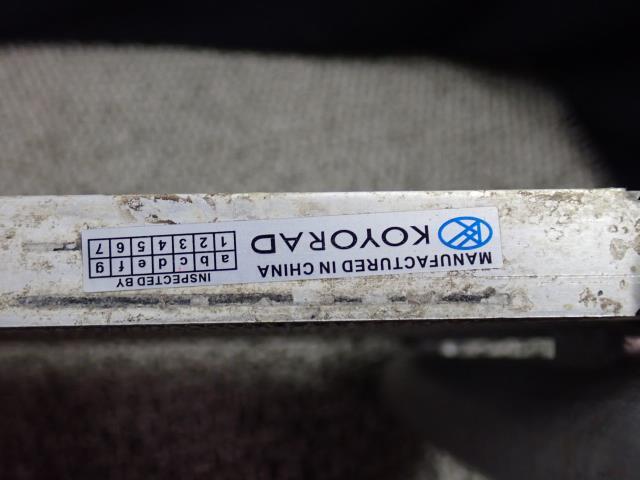 MANUFACTURED IN CHINA
KOYORAD
INSPECTED BY
a b c d e f g
1 2 3 4 5 6 7